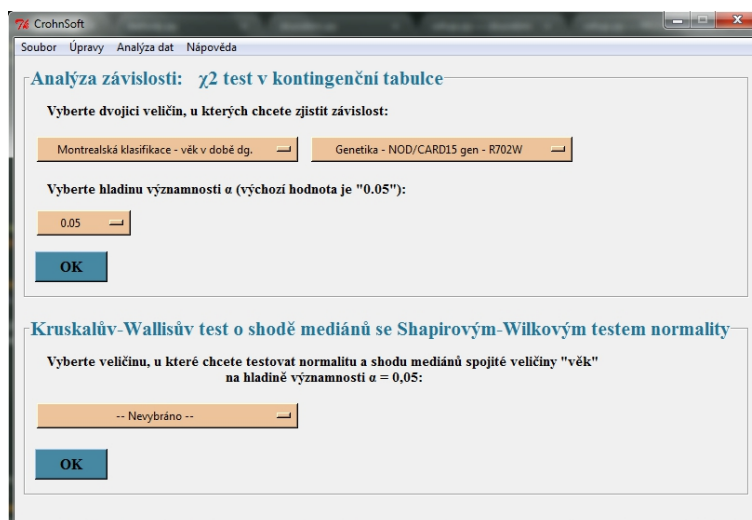 CrohnSoft
Soubor Úpravy Analýza dat Nápověda
Analýza závislosti: χ2 test v kontingenční tabulce
Vyberte dvojici veličin, u kterých chcete zjistit závislost:
Montrealská klasifikace - věk v době dg. Genetika - NOD/CARD15 gen - R702W
Vyberte hladinu významnosti α (výchozí hodnota je "0.05"):
0.05
OK
Kruskalův-Wallisův test o shodě mediánů se Shapirovým-Wilkovým testem normality
Vyberte veličinu, u které chcete testovat normalitu a shodu mediánů spojité veličiny "věk"
na hladině významnosti α = 0,05:
-- Nevybráno --
OK